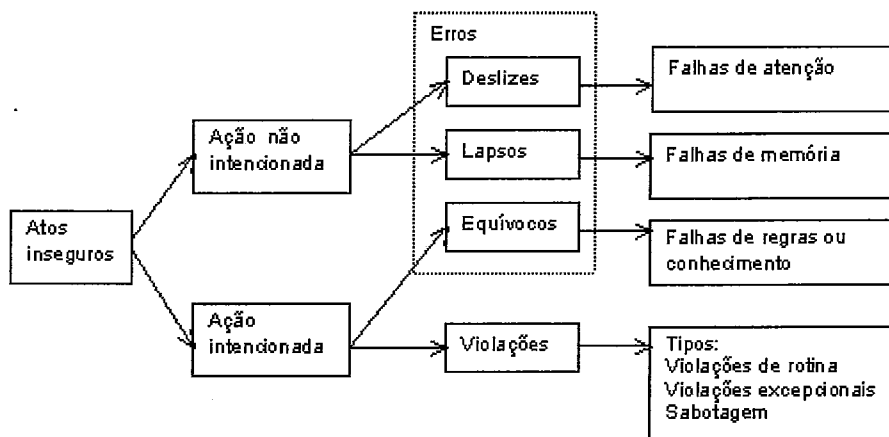 Erros
Deslizes
Falhas de atenção
Ação não
intencionada
Lapsos
Falhas de memória
Atos
inseguros
Equívocos
Falhas de regras ou
conhecimento
Ação
intencionada
Violações
Tipos:
Violações de rotina
Violações excepcionais
Sabotagem